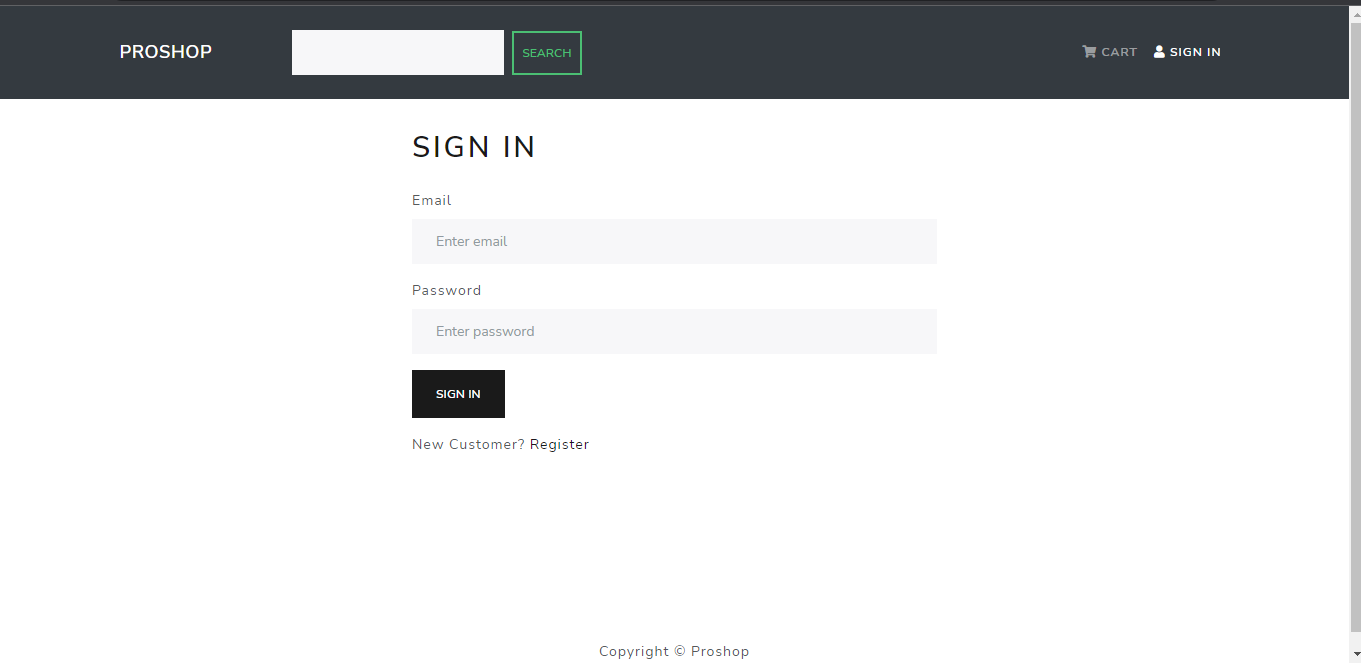 PROSHOP SEARCH CART SIGN IN
SIGN IN
Email
Enter email
Password
Enter password
SIGN IN
New Customer? Register
Copyright © Proshop